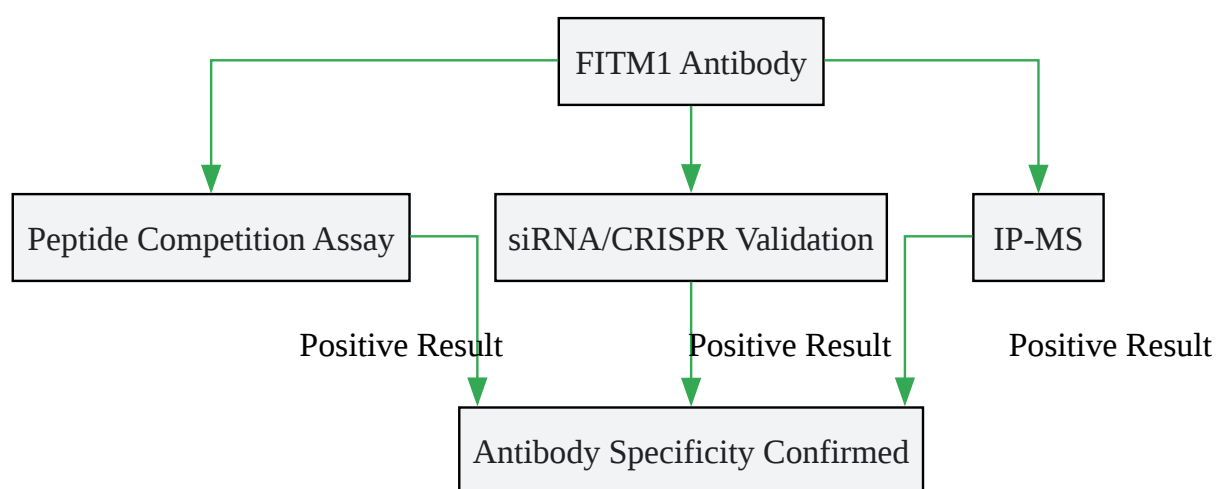 FITM1 Antibody
Peptide Competition Assay
siRNA/CRISPR Validation
IP-MS
Positive Result
Positive Result
Positive Result
Antibody Specificity Confirmed